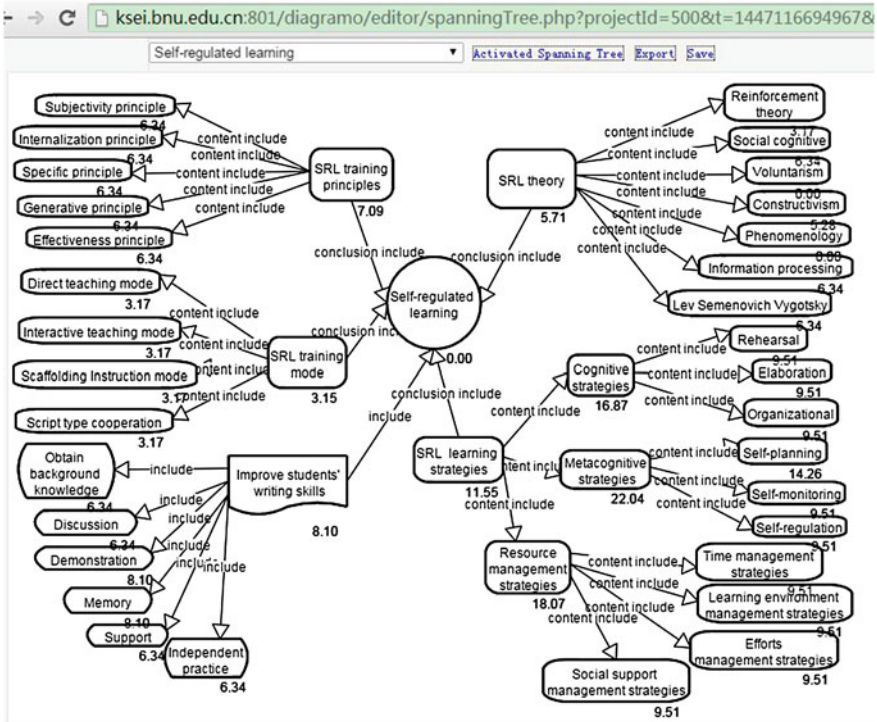 ksei.bnu.edu.cn:801/diagramo/editor/spanningTree.php?projectId=500&t=1447116694967&
Self-regulated learning
Activated Spanning Tree Export Save
Subjectivity principle
6.34
Internalization principle
6.34
Specific principle
6.34
Generative principle
6.34
Effectiveness principle
6.34
content include
content include
content include
content include
content include
SRL training
principles
7.09
conclusion include
Direct teaching mode
3.17
Interactive teaching mode
3.17
Scaffolding Instruction mode
3.17
Script type cooperation
3.17
content include
content include
content include
content include
SRL training
mode
3.15
Self-regulated
learning
0.00
SRL theory
5.71
conclusion include
Reinforcement
theory
3.17
Social cognitive
6.34
Voluntarism
0.00
Constructivism
5.28
Phenomenology
0.00
Information processing
6.34
Lev Semenovich Vygotsky
6.34
content include
content include
content include
content include
content include
content include
content include
Obtain
background
knowledge
6.34
Discussion
6.34
Demonstration
8.10
Memory
8.10
Support
6.34
Independent
practice
6.34
include
include
include
include
include
Improve students'
writing skills
8.10
include
conclusion include
SRL learning
strategies
11.55
content include
content include
Cognitive
strategies
16.87
content include
content include
content include
Rehearsal
9.51
Elaboration
9.51
Organizational
9.51
Metacognitive
strategies
22.04
content include
content include
content include
Self-planning
14.26
Self-monitoring
9.51
Self-regulation
9.51
Resource
management
strategies
18.07
content include
content include
content include
content include
Time management
strategies
9.51
Learning environment
management strategies
9.51
Efforts
management strategies
9.51
Social support
management strategies
9.51